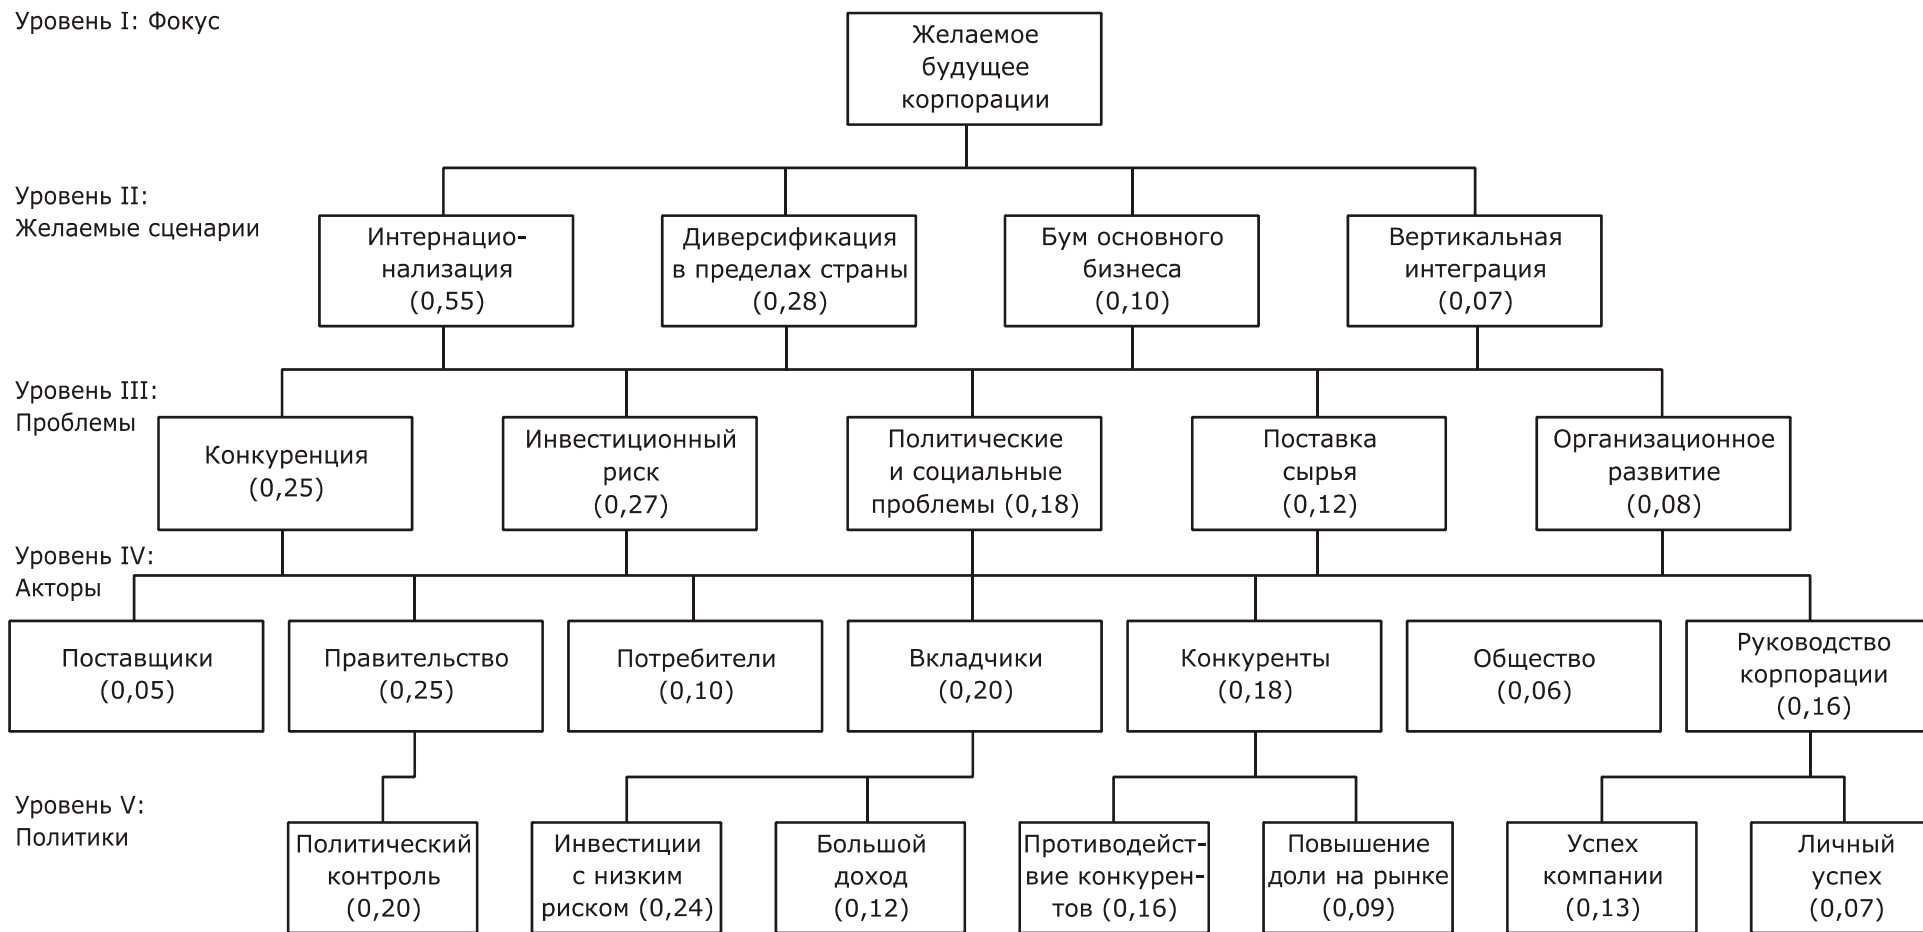 Уровень I: Фокус
Желаемое
будущее
корпорации
Уровень II:
Желаемые сценарии
Интернацио-
нализация
(0,55)
Диверсификация
в пределах страны
(0,28)
Бум основного
бизнеса
(0,10)
Вертикальная
интеграция
(0,07)
Уровень III:
Проблемы
Конкуренция
(0,25)
Инвестиционный
риск
(0,27)
Политические
и социальные
проблемы (0,18)
Поставка
сырья
(0,12)
Организационное
развитие
(0,08)
Уровень IV:
Акторы
Поставщики
(0,05)
Правительство
(0,25)
Потребители
(0,10)
Вкладчики
(0,20)
Конкуренты
(0,18)
Общество
(0,06)
Руководство
корпорации
(0,16)
Уровень V:
Политики
Политический
контроль
(0,20)
Инвестиции
с низким
риском (0,24)
Большой
доход
(0,12)
Противодейст-
вие конкурен-
тов (0,16)
Повышение
доли на рынке
(0,09)
Успех
компании
(0,13)
Личный
успех
(0,07)